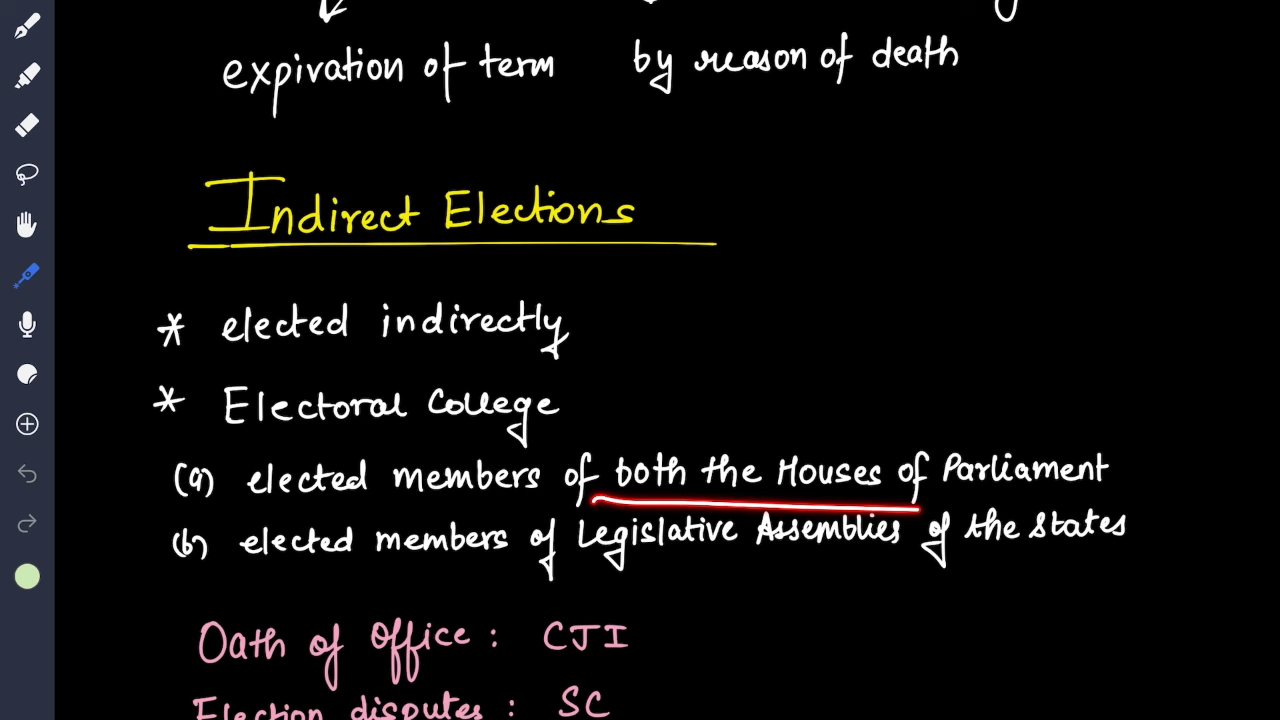 expiration of term by reason of death
Indirect Elections
* elected indirectly
* Electoral College
(a) elected members of both the Houses of Parliament
(b) elected members of Legislative Assemblies of the States
Oath of Office : CJI
Election disputes : SC